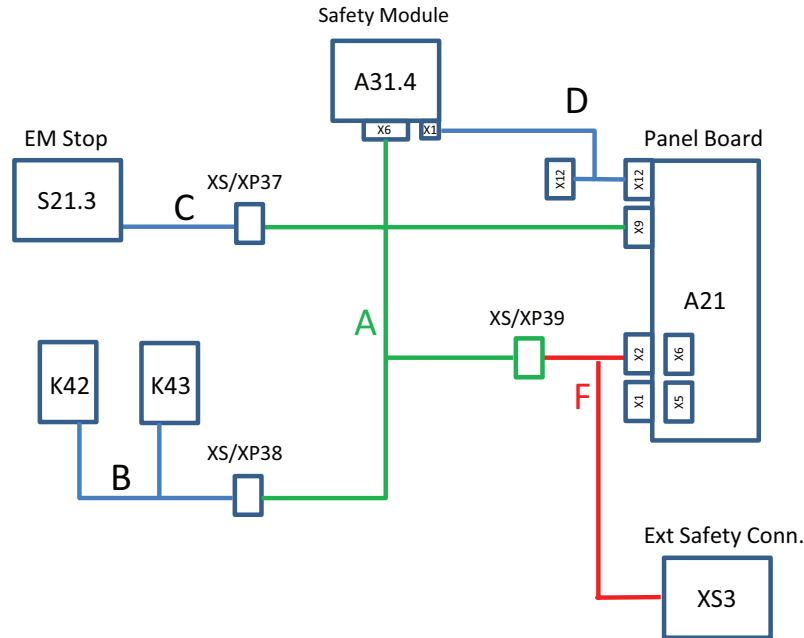 Safety Module
A31.4
X6
X1
D
EM Stop
Panel Board
S21.3
C
XS/XP37
X12
X12
X9
A21
A
XS/XP39
X2
X6
K42
K43
F
X1
X5
XS/XP38
B
Ext Safety Conn.
XS3